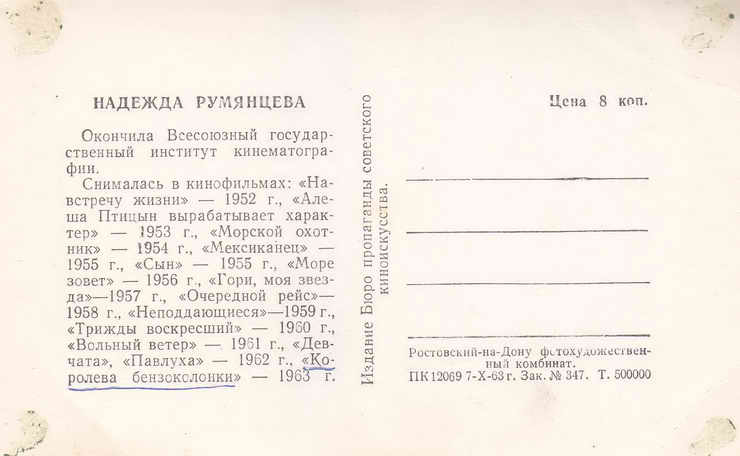 НАДЕЖДА РУМЯНЦЕВА
Окончила Всесоюзный государ-
ственный институт кинематогра-
фии.
Снималась в кинофильмах: «На-
встречу жизни» — 1952 г., «Але-
ша Птицын вырабатывает харак-
тер» — 1953 г., «Морской охот-
ник» — 1954 г., «Мексиканец» —
1955 г., «Сын» — 1955 г., «Море
зовет» — 1956 г., «Гори, моя звез-
да»—1957 г., «Очередной рейс»—
1958 г., «Неподдающиеся»—1959 г.,
«Трижды воскресший» — 1960 г.,
«Вольный ветер» — 1961 г., «Дев-
чата», «Павлуха» — 1962 г., «Ко-
ролева бензоколонки» — 1963 г.
Издание Бюро пропаганды советского
киноискусства.
Цена 8 коп.
Ростовский-на-Дону фотохудожествен-
ный комбинат.
ПК 12069 7-X-63 г. Зак. № 347. Т. 500000